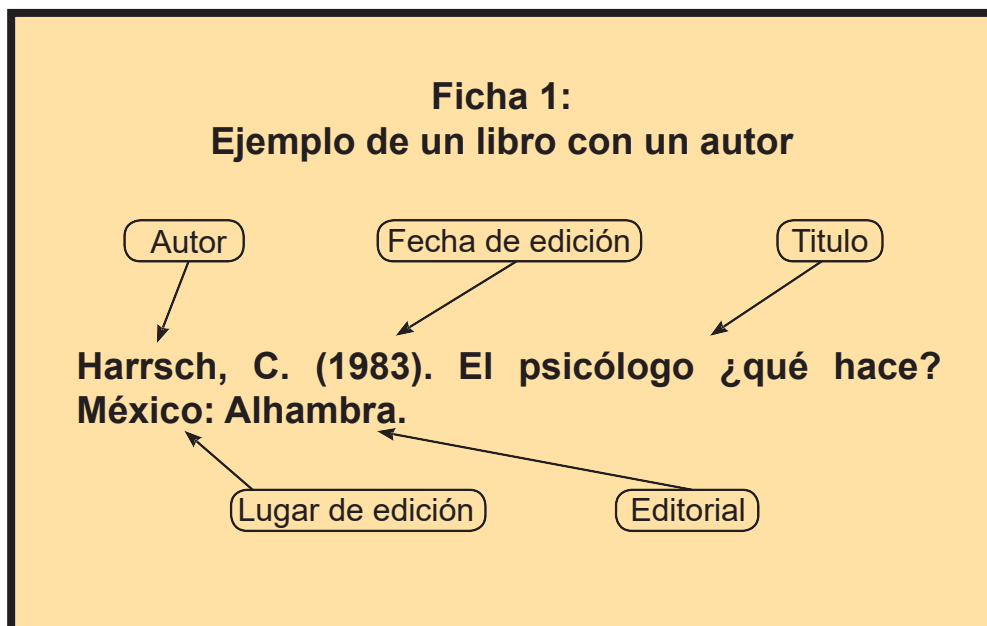 Ficha 1:
Ejemplo de un libro con un autor
Autor
Fecha de edición
Titulo
Harrsch, C. (1983). El psicólogo ¿qué hace?
México: Alhambra.
Lugar de edición
Editorial